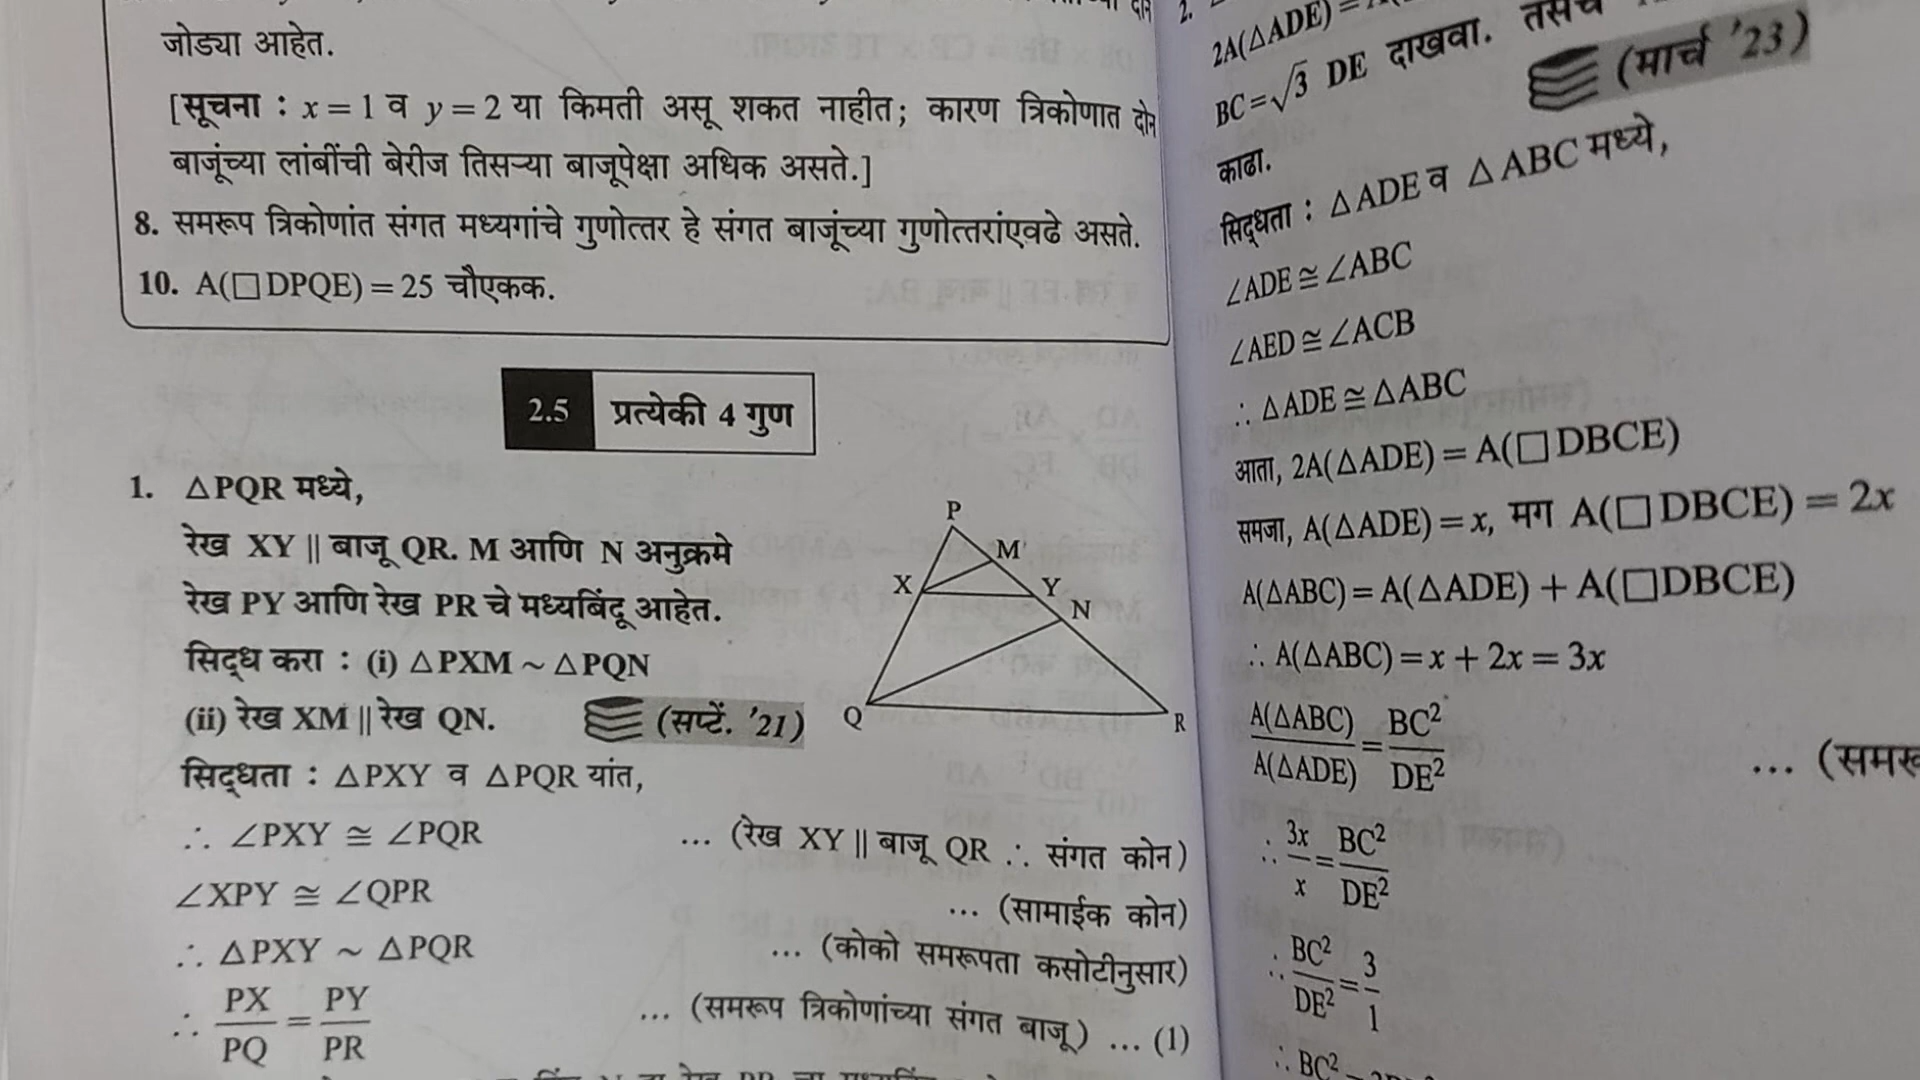 जोड्या आहेत.
[सूचना : x = 1 व y = 2 या किमती असू शकत नाहीत; कारण त्रिकोणात दोन
बाजूंच्या लांबींची बेरीज तिसऱ्या बाजूपेक्षा अधिक असते.]
8. समरूप त्रिकोणांत संगत मध्यगांचे गुणोत्तर हे संगत बाजूंच्या गुणोत्तरांएवढे असते.
10. A(□DPQE) = 25 चौएकक.
2.5 प्रत्येकी 4 गुण
1. △PQR मध्ये,
रेख XY || बाजू QR. M आणि N अनुक्रमे
रेख PY आणि रेख PR चे मध्यबिंदू आहेत.
सिद्ध करा : (i) △PXM ~ △PQN
(ii) रेख XM || रेख QN. (सप्टें. '21)
P
M
X
Y
N
Q
R
सिद्धता : △PXY व △PQR यांत,
∴ ∠PXY ≅ ∠PQR ... (रेख XY || बाजू QR ∴ संगत कोन)
∠XPY ≅ ∠QPR ... (सामाईक कोन)
∴ △PXY ~ △PQR ... (कोको समरूपता कसोटीनुसार)
∴ PX/PQ = PY/PR ... (समरूप त्रिकोणांच्या संगत बाजू) ... (1)
2.
2A(△ADE) =
BC = √3 DE दाखवा. तसेच
(मार्च '23)
काढा.
सिद्धता : △ADE व △ABC मध्ये,
∠ADE ≅ ∠ABC
∠AED ≅ ∠ACB
∴ △ADE ≅ △ABC
आता, 2A(△ADE) = A(□DBCE)
समजा, A(△ADE) = x, मग A(□DBCE) = 2x
A(△ABC) = A(△ADE) + A(□DBCE)
∴ A(△ABC) = x + 2x = 3x
A(△ABC)/A(△ADE) = BC²/DE² ... (समरू
∴ 3x/x = BC²/DE²
∴ BC²/DE² = 3/1
∴ BC²